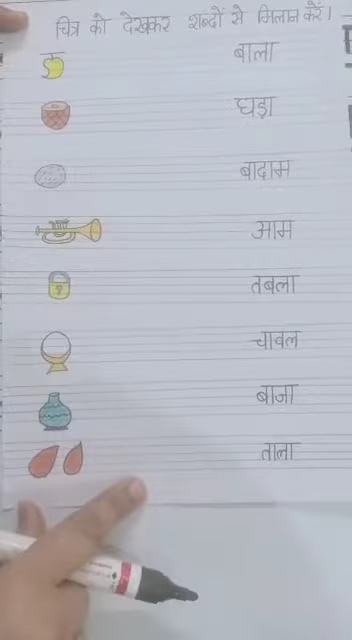 चित्र को देखकर शब्दों से मिलान करें।
बाला
घड़ा
बादाम
आम
तबला
चावल
बाजा
ताला